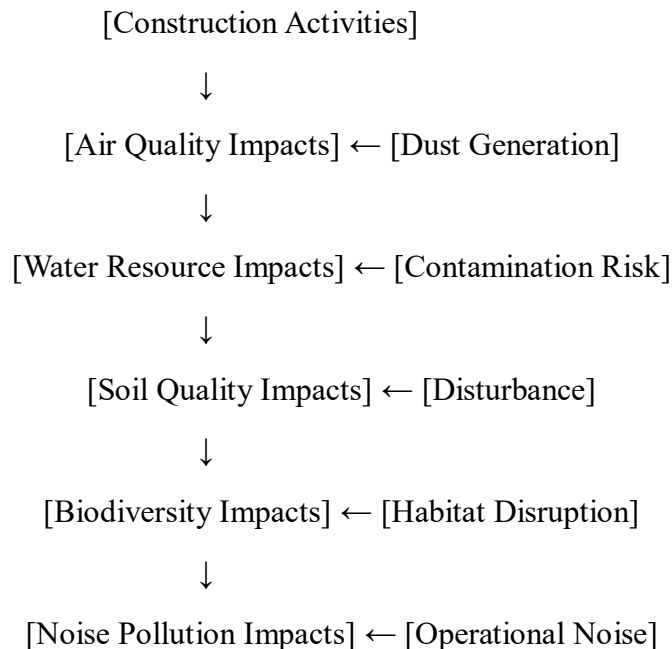 [Construction Activities]
↓
[Air Quality Impacts] ← [Dust Generation]
↓
[Water Resource Impacts] ← [Contamination Risk]
↓
[Soil Quality Impacts] ← [Disturbance]
↓
[Biodiversity Impacts] ← [Habitat Disruption]
↓
[Noise Pollution Impacts] ← [Operational Noise]